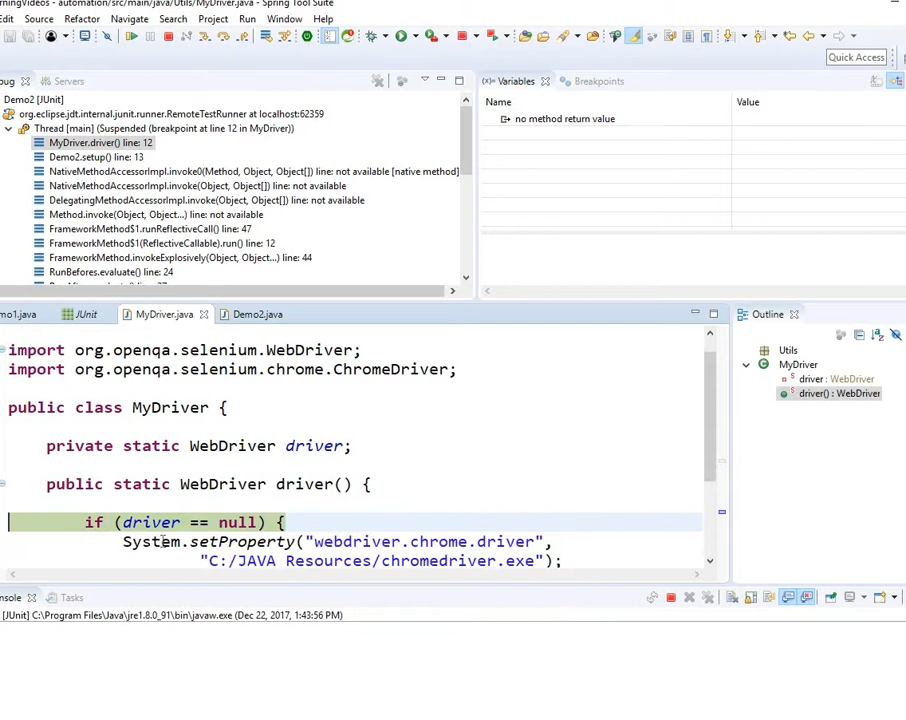 automation/src/main/java/Utils/MyDriver.java - Spring Tool Suite
Source Refactor Navigate Search Project Run Window Help
Quick Access
Servers
Demo2 [JUnit]
org.eclipse.jdt.internal.junit.runner.RemoteTestRunner at localhost:62359
Thread [main] (Suspended (breakpoint at line 12 in MyDriver))
MyDriver.driver() line: 12
Demo2.setup() line: 13
NativeMethodAccessorImpl.invoke0(Method, Object, Object[]) line: not available [native method]
NativeMethodAccessorImpl.invoke(Object, Object[]) line: not available
DelegatingMethodAccessorImpl.invoke(Object, Object[]) line: not available
Method.invoke(Object, Object...) line: not available
FrameworkMethod$1.runReflectiveCall() line: 47
FrameworkMethod$1(ReflectiveCallable).run() line: 12
FrameworkMethod.invokeExplosively(Object, Object...) line: 44
RunBefores.evaluate() line: 24
(x)= Variables
Breakpoints
Name Value
no method return value
mo1.java JUnit MyDriver.java Demo2.java
import org.openqa.selenium.WebDriver;
import org.openqa.selenium.chrome.ChromeDriver;
public class MyDriver {
private static WebDriver driver;
public static WebDriver driver() {
if (driver == null) {
System.setProperty("webdriver.chrome.driver",
"C:/JAVA Resources/chromedriver.exe");
Outline
Utils
MyDriver
driver : WebDriver
driver() : WebDriver
nsole Tasks
[JUnit] C:\Program Files\Java\jre1.8.0_91\bin\javaw.exe (Dec 22, 2017, 1:43:56 PM)